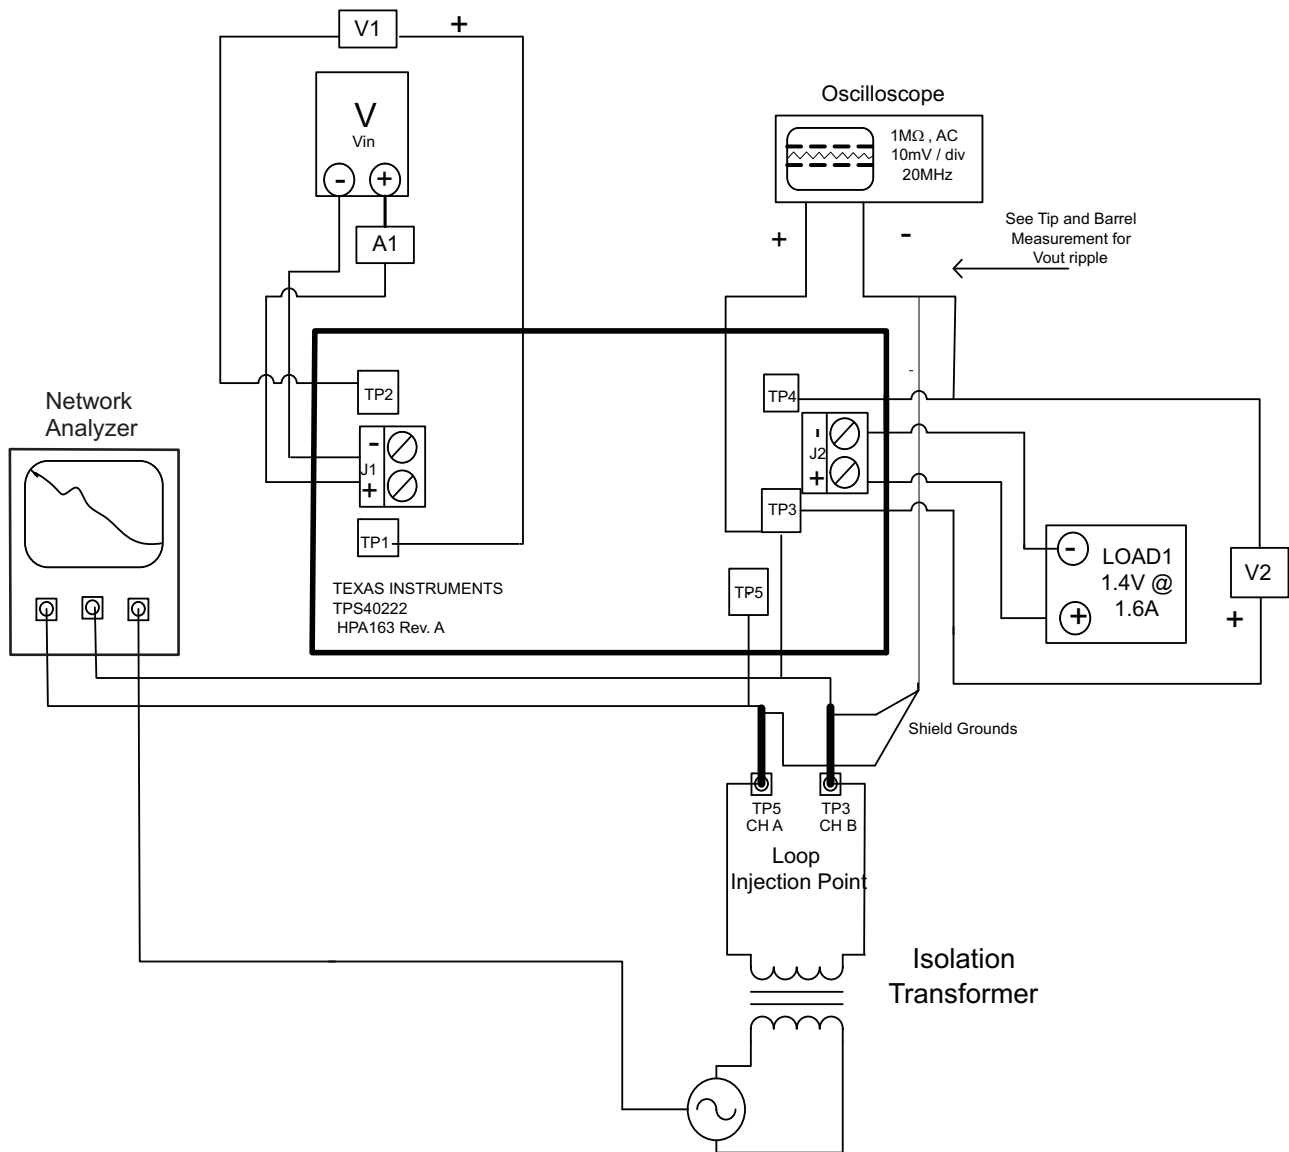 V1
+
V
Vin
-
+
A1
Oscilloscope
1MΩ , AC
10mV / div
20MHz
+
-
See Tip and Barrel
Measurement for
Vout ripple
Network
Analyzer
TP2
-
J1
+
TP1
TEXAS INSTRUMENTS
TPS40222
HPA163 Rev. A
-
TP4
-
J2
+
TP3
TP5
-
+
LOAD1
1.4V @
1.6A
V2
+
Shield Grounds
TP5
CH A
TP3
CH B
Loop
Injection Point
Isolation
Transformer